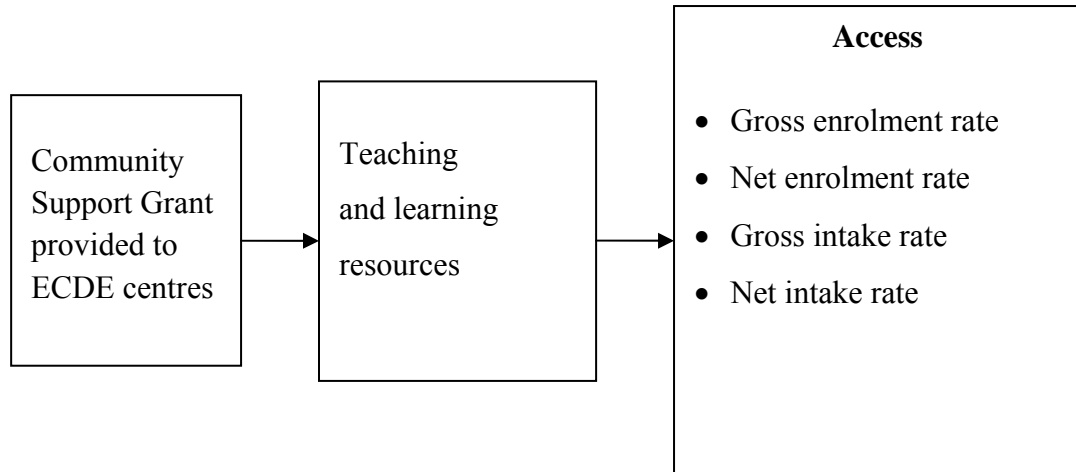 Community
Support Grant
provided to
ECDE centres
Teaching
and learning
resources
Access
• Gross enrolment rate
• Net enrolment rate
• Gross intake rate
• Net intake rate